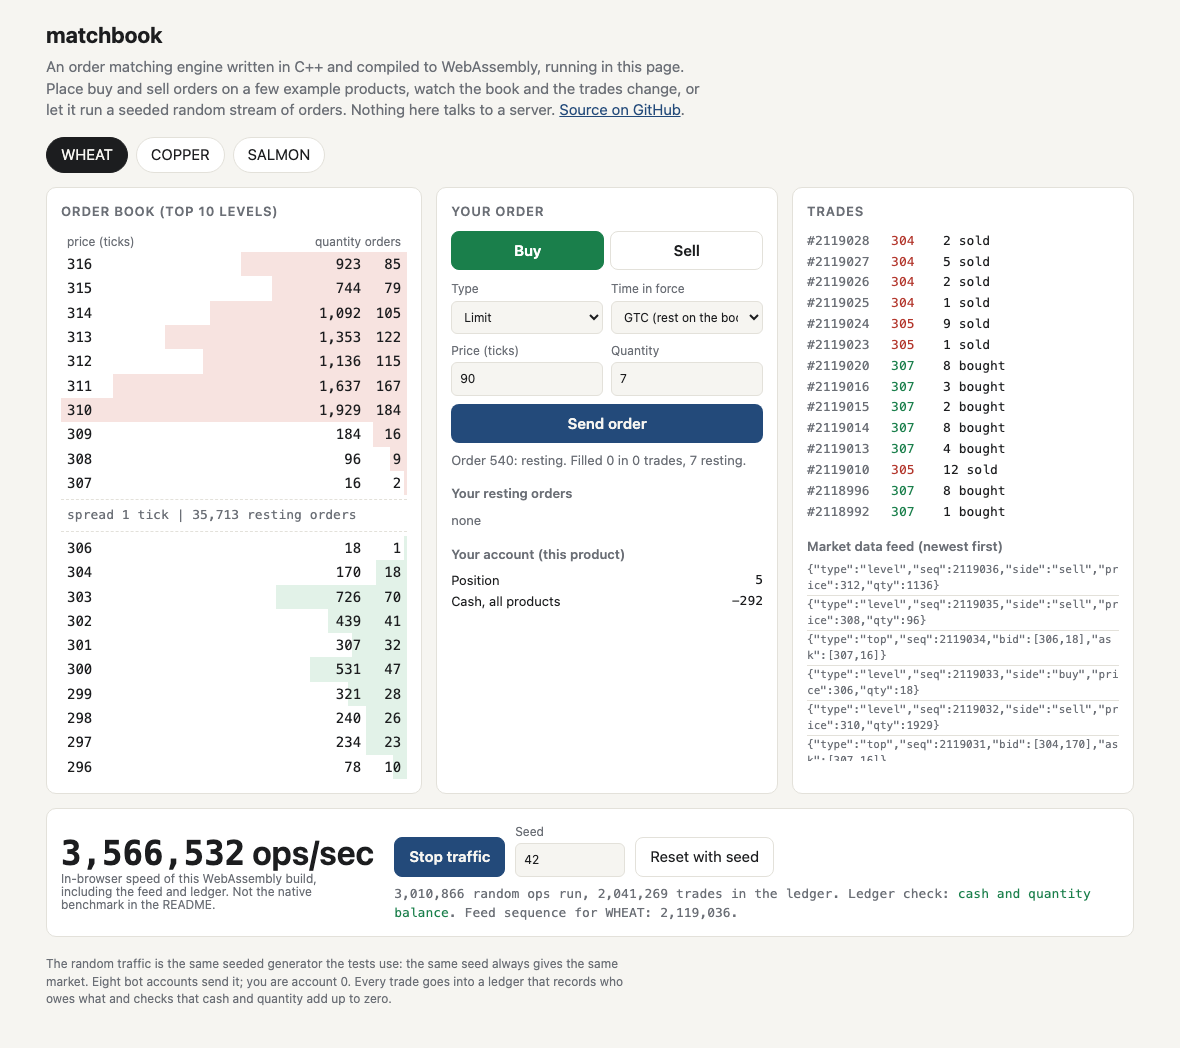 matchbook
An order matching engine written in C++ and compiled to WebAssembly, running in this page.
Place buy and sell orders on a few example products, watch the book and the trades change, or
let it run a seeded random stream of orders. Nothing here talks to a server. Source on GitHub.
WHEAT COPPER SALMON
ORDER BOOK (TOP 10 LEVELS)
price (ticks) quantity orders
316 923 85
315 744 79
314 1,092 105
313 1,353 122
312 1,136 115
311 1,637 167
310 1,929 184
309 184 16
308 96 9
307 16 2
spread 1 tick | 35,713 resting orders
306 18 1
304 170 18
303 726 70
302 439 41
301 307 32
300 531 47
299 321 28
298 240 26
297 234 23
296 78 10
YOUR ORDER
Buy Sell
Type Time in force
Limit GTC (rest on the boo
Price (ticks) Quantity
90 7
Send order
Order 540: resting. Filled 0 in 0 trades, 7 resting.
Your resting orders
none
Your account (this product)
Position 5
Cash, all products −292
TRADES
#2119028 304 2 sold
#2119027 304 5 sold
#2119026 304 2 sold
#2119025 304 1 sold
#2119024 305 9 sold
#2119023 305 1 sold
#2119020 307 8 bought
#2119016 307 3 bought
#2119015 307 2 bought
#2119014 307 8 bought
#2119013 307 4 bought
#2119010 305 12 sold
#2118996 307 8 bought
#2118992 307 1 bought
Market data feed (newest first)
{"type":"level","seq":2119036,"side":"sell","pr
ice":312,"qty":1136}
{"type":"level","seq":2119035,"side":"sell","pr
ice":308,"qty":96}
{"type":"top","seq":2119034,"bid":[306,18],"as
k":[307,16]}
{"type":"level","seq":2119033,"side":"buy","pri
ce":306,"qty":18}
{"type":"level","seq":2119032,"side":"sell","pr
ice":310,"qty":1929}
{"type":"top","seq":2119031,"bid":[304,170],"as
k":[307,16]}
3,566,532 ops/sec
In-browser speed of this WebAssembly build,
including the feed and ledger. Not the native
benchmark in the README.
Stop traffic
Seed
42
Reset with seed
3,010,866 random ops run, 2,041,269 trades in the ledger. Ledger check: cash and quantity
balance. Feed sequence for WHEAT: 2,119,036.
The random traffic is the same seeded generator the tests use: the same seed always gives the same
market. Eight bot accounts send it; you are account 0. Every trade goes into a ledger that records who
owes what and checks that cash and quantity add up to zero.